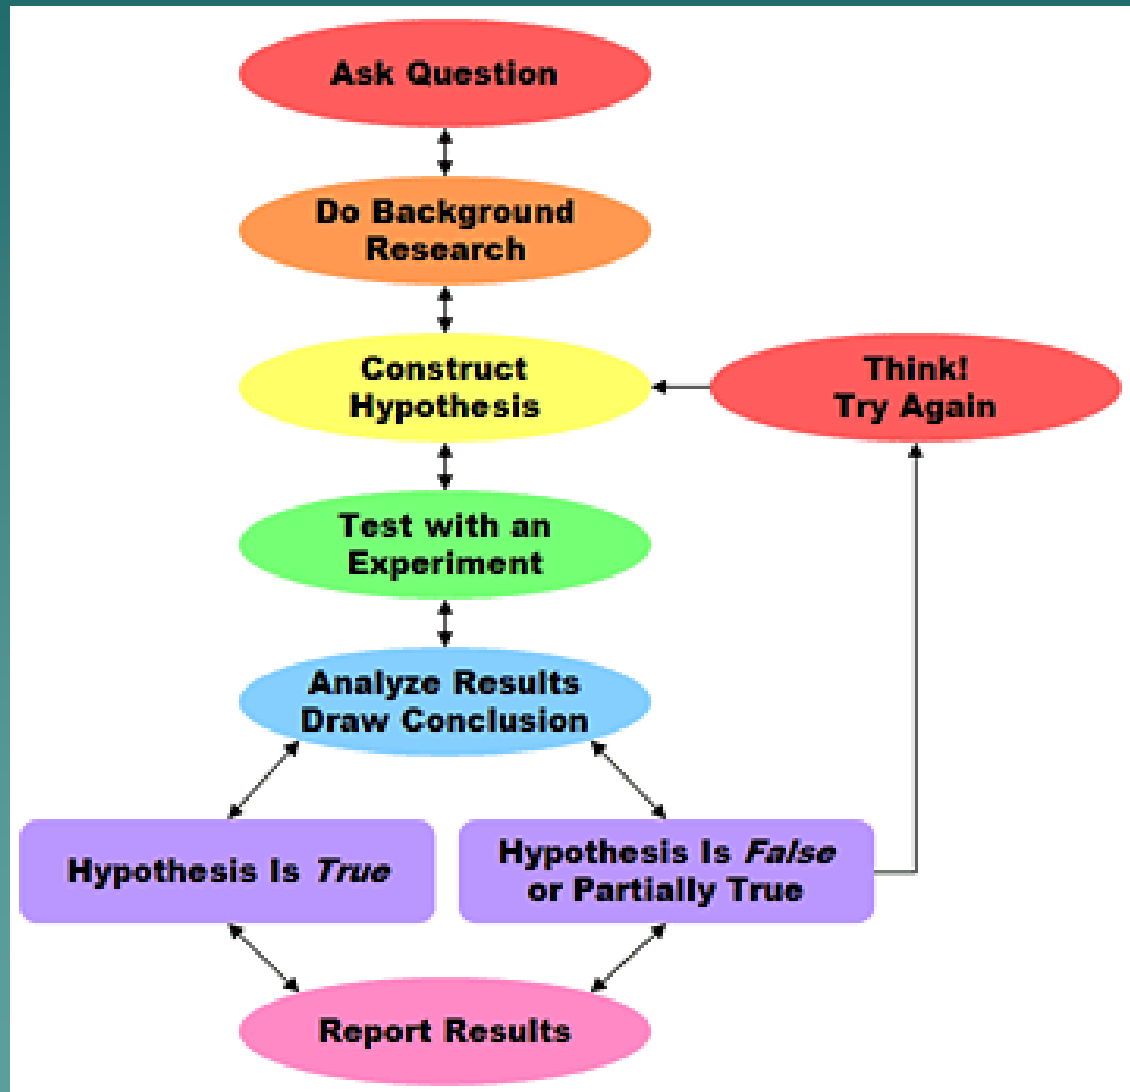 Ask Question
Do Background
Research
Construct
Hypothesis
Think!
Try Again
Test with an
Experiment
Analyze Results
Draw Conclusion
Hypothesis Is True
Hypothesis Is False
or Partially True
Report Results